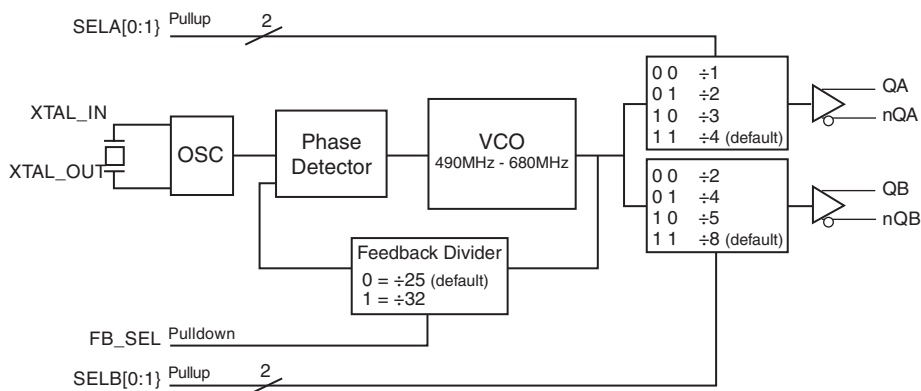 SELA[0:1} Pullup 2
XTAL_IN
XTAL_OUT
OSC
Phase
Detector
VCO
490MHz - 680MHz
0 0 ÷1
0 1 ÷2
1 0 ÷3
1 1 ÷4 (default)
QA
nQA
0 0 ÷2
0 1 ÷4
1 0 ÷5
1 1 ÷8 (default)
QB
nQB
Feedback Divider
0 = ÷25 (default)
1 = ÷32
FB_SEL Pulldown
SELB[0:1} Pullup 2